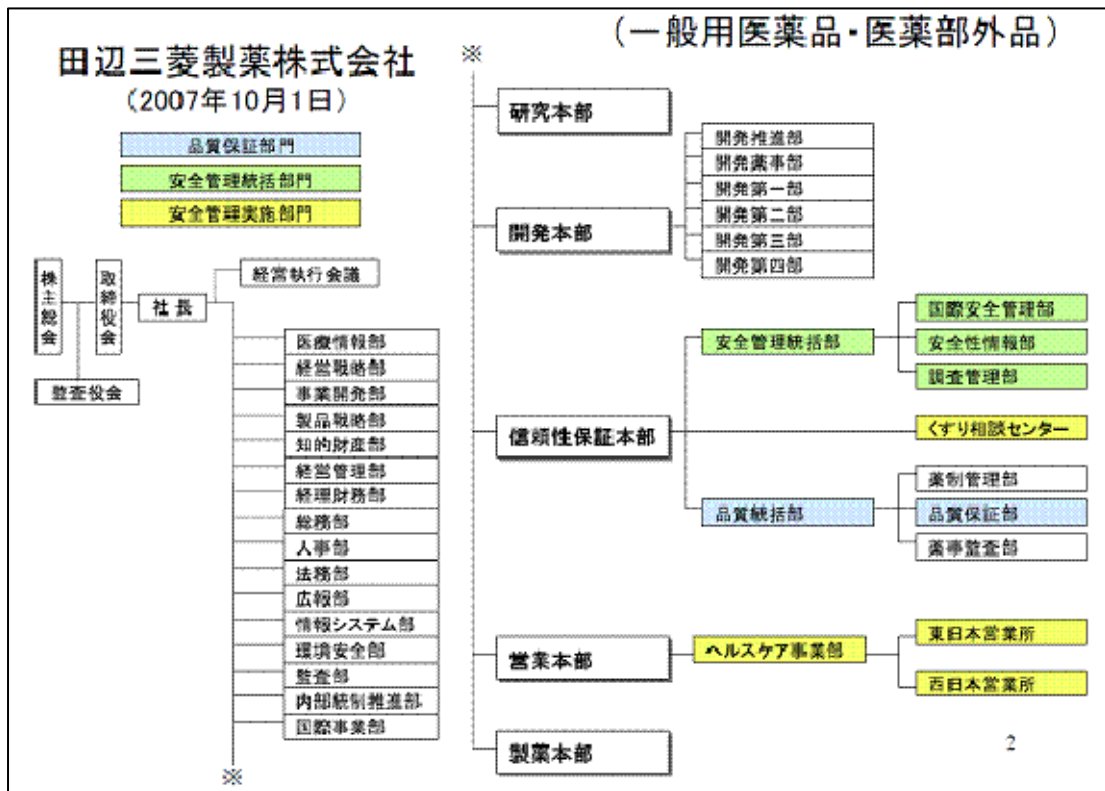 田辺三菱製薬株式会社
（2007年10月1日）
（一般用医薬品・医薬部外品）
品質保証部門
安全管理統括部門
安全管理実施部門
株主総会
取締役会
社長
経営執行会議
監査役会
医療情報部
経営戦略部
事業開発部
製品戦略部
知的財産部
経営管理部
経理財務部
総務部
人事部
法務部
広報部
情報システム部
環境安全部
監査部
内部統制推進部
国際事業部
※
※
研究本部
開発本部
開発推進部
開発薬事部
開発第一部
開発第二部
開発第三部
開発第四部
信頼性保証本部
安全管理統括部
国際安全管理部
安全性情報部
調査管理部
くすり相談センター
品質統括部
薬制管理部
品質保証部
薬事監査部
営業本部
ヘルスケア事業部
東日本営業所
西日本営業所
製薬本部
2